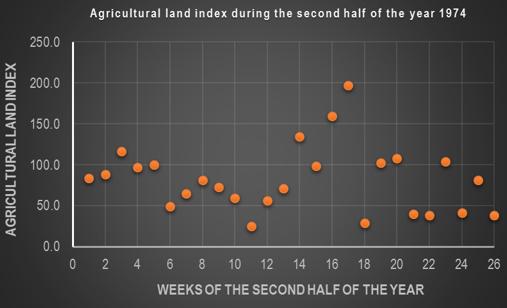 Agricultural land index during the second half of the year 1974
250.0
200.0
150.0
100.0
50.0
0.0
AGRICULTURAL LAND INDEX
0 2 4 6 8 10 12 14 16 18 20 22 24 26
WEEKS OF THE SECOND HALF OF THE YEAR